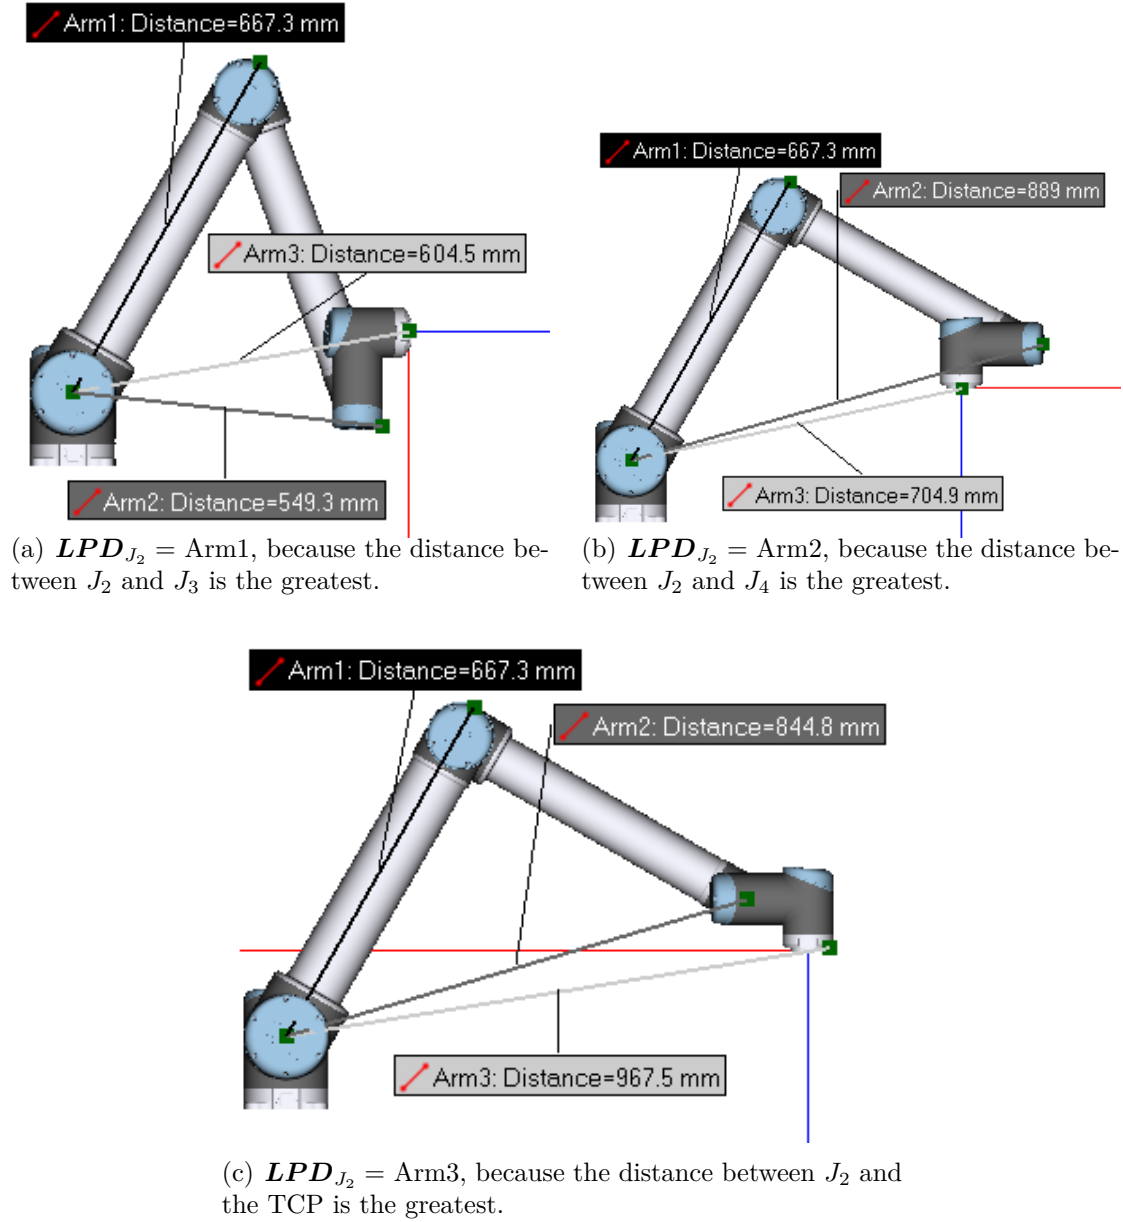 Arm1: Distance=667.3 mm
Arm3: Distance=604.5 mm
Arm2: Distance=549.3 mm
(a) LPD_{J_2} = Arm1, because the distance be-
tween J_2 and J_3 is the greatest.
Arm1: Distance=667.3 mm
Arm2: Distance=889 mm
Arm3: Distance=704.9 mm
(b) LPD_{J_2} = Arm2, because the distance be-
tween J_2 and J_4 is the greatest.
Arm1: Distance=667.3 mm
Arm2: Distance=844.8 mm
Arm3: Distance=967.5 mm
(c) LPD_{J_2} = Arm3, because the distance between J_2 and
the TCP is the greatest.